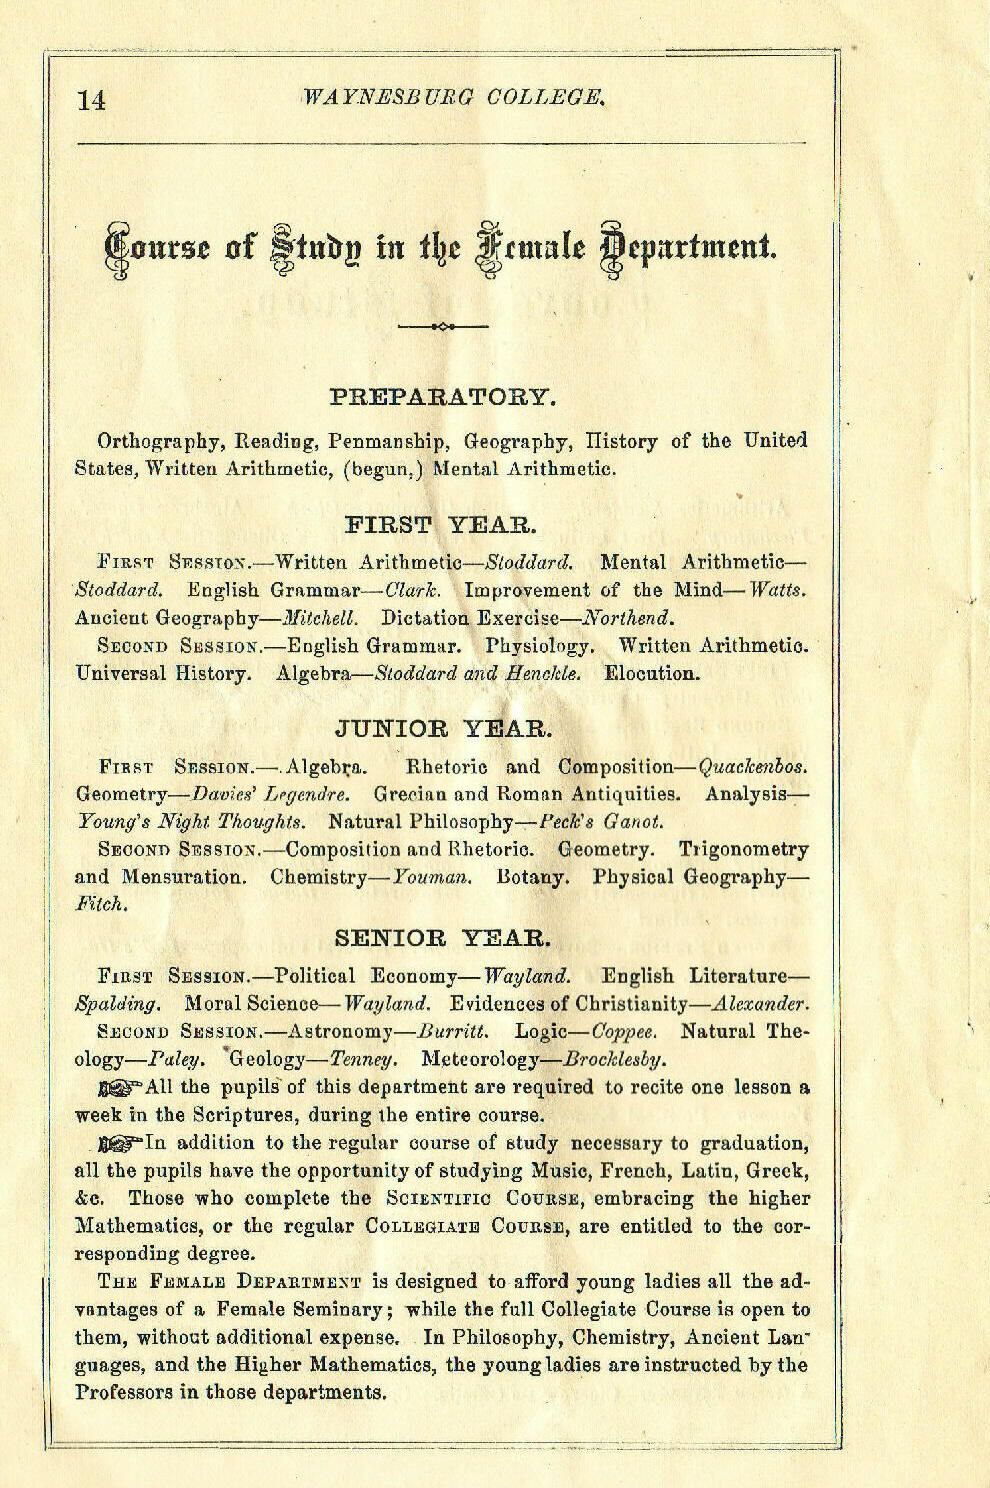 14
WAYNESBURG COLLEGE.
Course of Study in the Female Department.
PREPARATORY.
Orthography, Reading, Penmanship, Geography, History of the United
States, Written Arithmetic, (begun,) Mental Arithmetic.
FIRST YEAR.
FIRST SESSION.—Written Arithmetic—Stoddard. Mental Arithmetic—
Stoddard. English Grammar—Clark. Improvement of the Mind—Watts.
Ancient Geography—Mitchell. Dictation Exercise—Northend.
SECOND SESSION.—English Grammar. Physiology. Written Arithmetic.
Universal History. Algebra—Stoddard and Henckle. Elocution.
JUNIOR YEAR.
FIRST SESSION.—Algebra. Rhetoric and Composition—Quackenbos.
Geometry—Davies' Legendre. Grecian and Roman Antiquities. Analysis—
Young's Night Thoughts. Natural Philosophy—Peck's Ganot.
SECOND SESSION.—Composition and Rhetoric. Geometry. Trigonometry
and Mensuration. Chemistry—Youman. Botany. Physical Geography—
Fitch.
SENIOR YEAR.
FIRST SESSION.—Political Economy—Wayland. English Literature—
Spalding. Moral Science—Wayland. Evidences of Christianity—Alexander.
SECOND SESSION.—Astronomy—Burritt. Logic—Coppee. Natural The-
ology—Paley. Geology—Tenney. Meteorology—Brocklesby.
☞All the pupils of this department are required to recite one lesson a
week in the Scriptures, during the entire course.
☞In addition to the regular course of study necessary to graduation,
all the pupils have the opportunity of studying Music, French, Latin, Greek,
&c. Those who complete the SCIENTIFIC COURSE, embracing the higher
Mathematics, or the regular COLLEGIATE COURSE, are entitled to the cor-
responding degree.
THE FEMALE DEPARTMENT is designed to afford young ladies all the ad-
vantages of a Female Seminary; while the full Collegiate Course is open to
them, without additional expense. In Philosophy, Chemistry, Ancient Lan-
guages, and the Higher Mathematics, the young ladies are instructed by the
Professors in those departments.